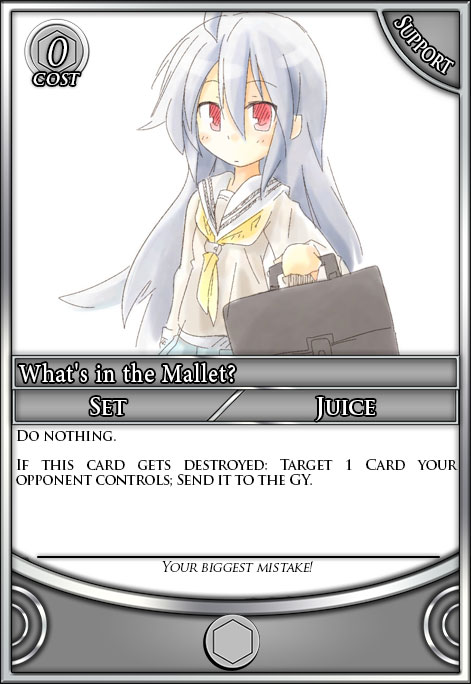 0
COST
SUPPORT
What's in the Mallet?
SET / JUICE
DO NOTHING.
IF THIS CARD GETS DESTROYED: TARGET 1 CARD YOUR
OPPONENT CONTROLS; SEND IT TO THE GY.
YOUR BIGGEST MISTAKE!